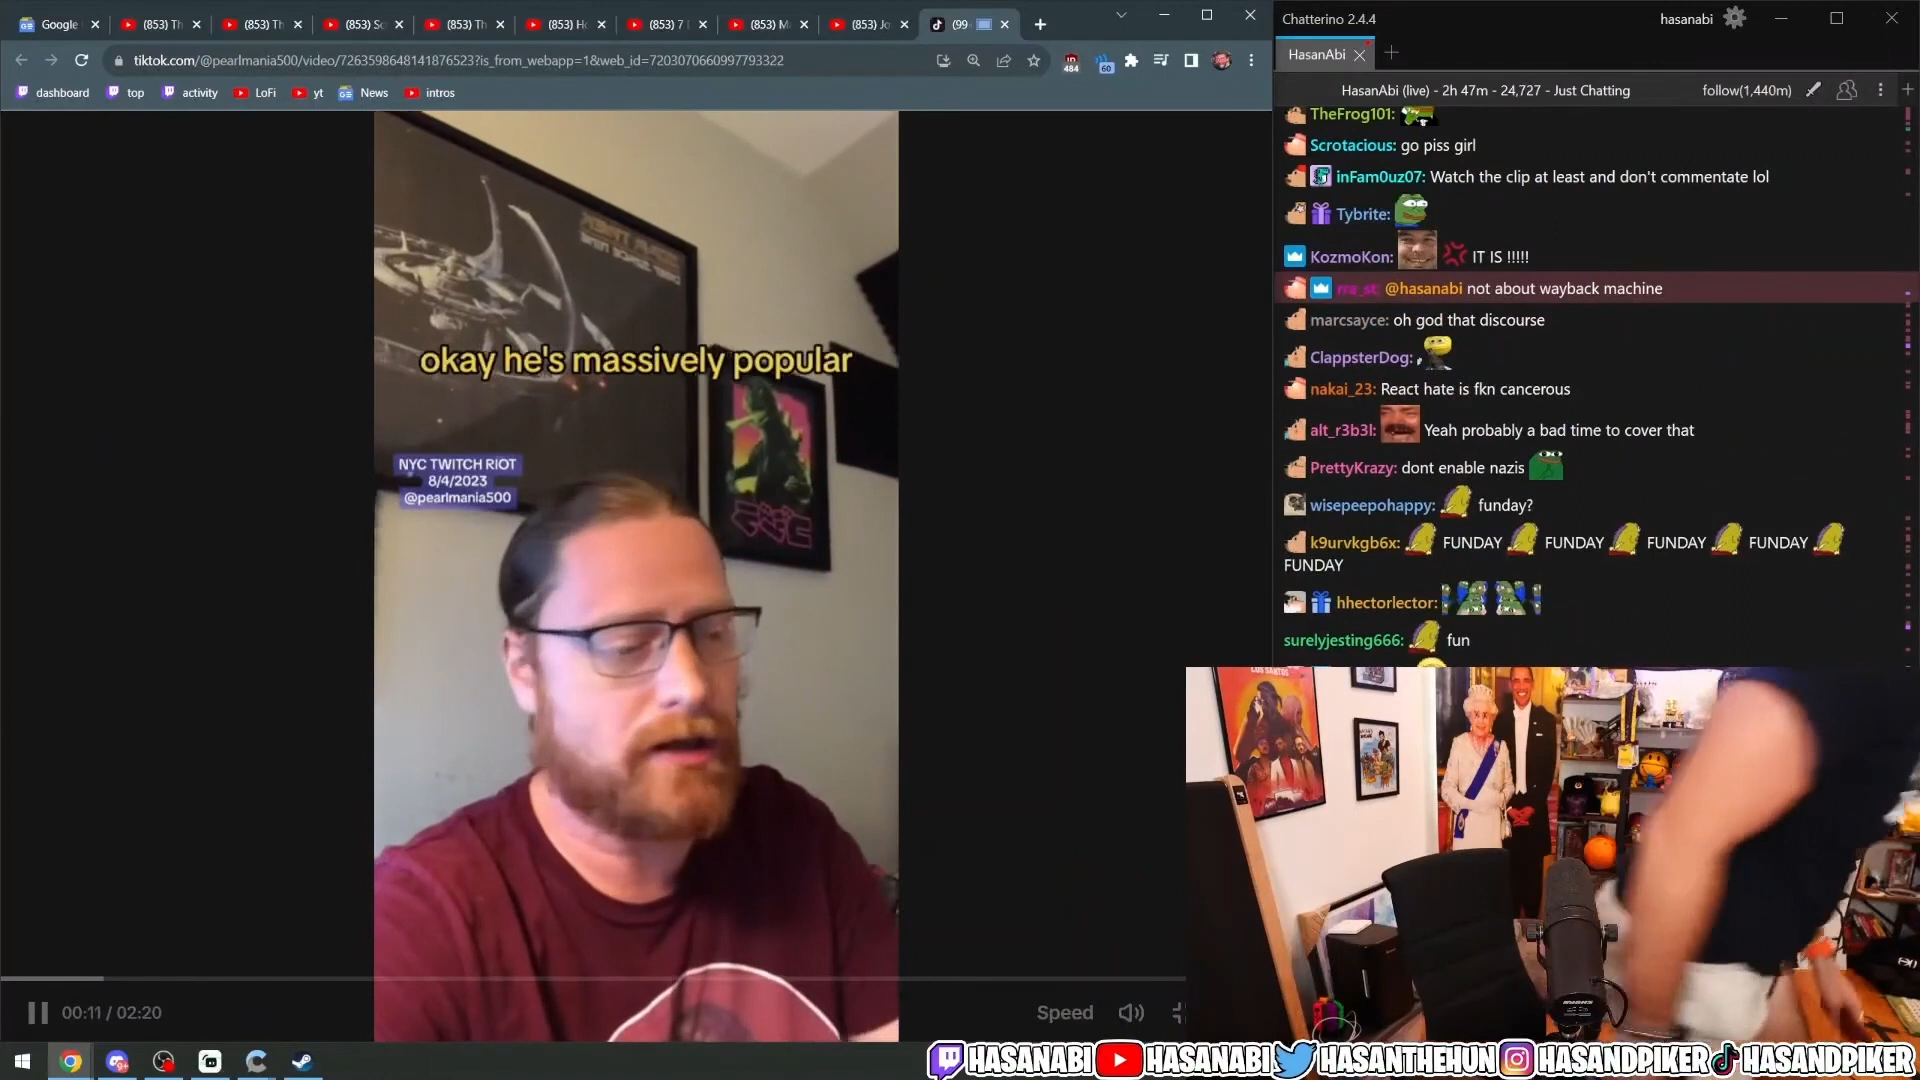 Google
(853) Th
(853) Th
(853) Sc
(853) Th
(853) Ho
(853) 7 D
(853) M
(853) Jo
(99
tiktok.com/@pearlmania500/video/7263598648141876523?is_from_webapp=1&web_id=7203070660997793322
484
60
dashboard
top
activity
LoFi
yt
News
intros
okay he's massively popular
NYC TWITCH RIOT
8/4/2023
@pearlmania500
00:11 / 02:20
Speed
Chatterino 2.4.4
hasanabi
HasanAbi
HasanAbi (live) - 2h 47m - 24,727 - Just Chatting
follow(1,440m)
TheFrog101:
Scrotacious: go piss girl
inFam0uz07: Watch the clip at least and don't commentate lol
Tybrite:
KozmoKon: IT IS !!!!!
@hasanabi not about wayback machine
marcsayce: oh god that discourse
ClappsterDog:
nakai_23: React hate is fkn cancerous
alt_r3b3l: Yeah probably a bad time to cover that
PrettyKrazy: dont enable nazis
wisepeepohappy: funday?
k9urvkgb6x: FUNDAY FUNDAY FUNDAY FUNDAY
FUNDAY
hhectorlector:
surelyjesting666: fun
LOS SANTOS
HASANABI HASANABI HASANTHEHUN HASANDPIKER HASANDPIKER